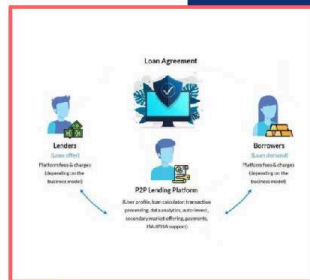 Loan Agreement
Lenders
(Loan offer)
Platform fees & charges
(depending on the
business model)
Borrowers
(Loan demand)
Platform fees & charges
(depending on the
business model)
P2P Lending Platform
(User profile, loan calculator, transaction
processing, data analytics, auto-invest,
secondary market offering, payments,
support)